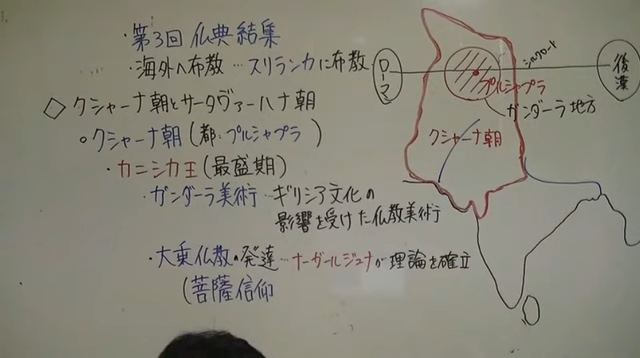 ・第3回 仏典結集
・海外へ布教 … スリランカに布教
◇ クシャーナ朝とサータヴァーハナ朝
○ クシャーナ朝 (都:プルシャプラ)
・カニシカ王 (最盛期)
・ガンダーラ美術…ギリシア文化の
影響を受けた仏教美術
・大乗仏教の発達…ナーガールジュナが理論を確立
(菩薩信仰
ローマ
シルクロード
後漢
プルシャプラ
ガンダーラ地方
クシャーナ朝